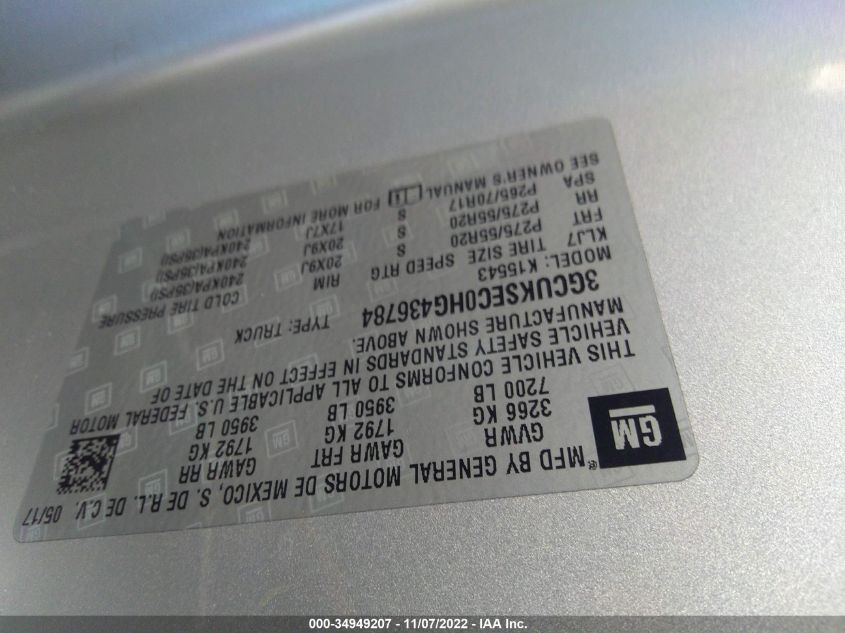 GM
MFD BY GENERAL MOTORS DE MEXICO, S. DE R.L. DE C.V. 05/17
GVWR GAWR FRT GAWR RR
3266 KG 1792 KG 1792 KG
7200 LB 3950 LB 3950 LB
THIS VEHICLE CONFORMS TO ALL APPLICABLE U.S. FEDERAL MOTOR
VEHICLE SAFETY STANDARDS IN EFFECT ON THE DATE OF
MANUFACTURE SHOWN ABOVE.
3GCUKSEC0HG436784 TYPE: TRUCK
MODEL: K15543
KLJ7 TIRE SIZE SPEED RTG RIM COLD TIRE PRESSURE
FRT P275/55R20 S 20X9J 240KPA(35PSI)
RR P275/55R20 S 20X9J 240KPA(35PSI)
SPA P265/70R17 S 17X7J 240KPA(35PSI)
SEE OWNER'S MANUAL FOR MORE INFORMATION
000-34949207 - 11/07/2022 - IAA Inc.